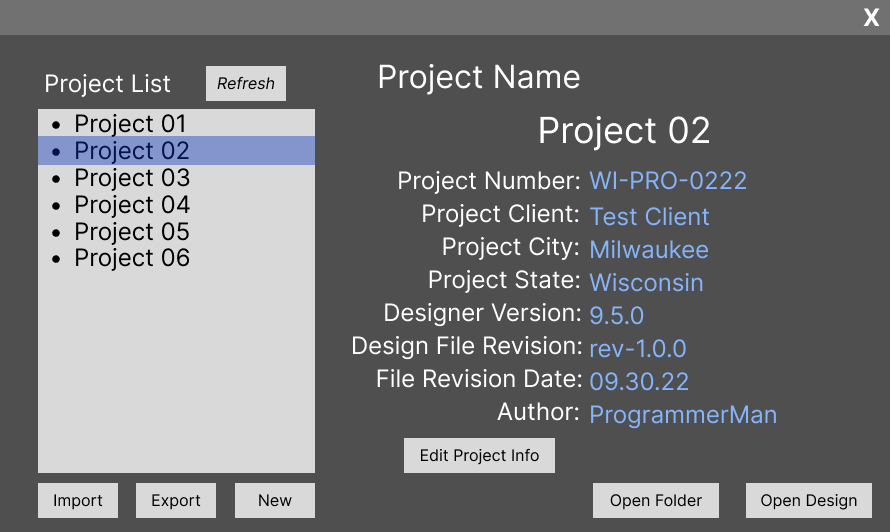 X
Project List
Refresh
• Project 01
• Project 02
• Project 03
• Project 04
• Project 05
• Project 06
Import
Export
New
Project Name
Project 02
Project Number: WI-PRO-0222
Project Client: Test Client
Project City: Milwaukee
Project State: Wisconsin
Designer Version: 9.5.0
Design File Revision: rev-1.0.0
File Revision Date: 09.30.22
Author: ProgrammerMan
Edit Project Info
Open Folder
Open Design